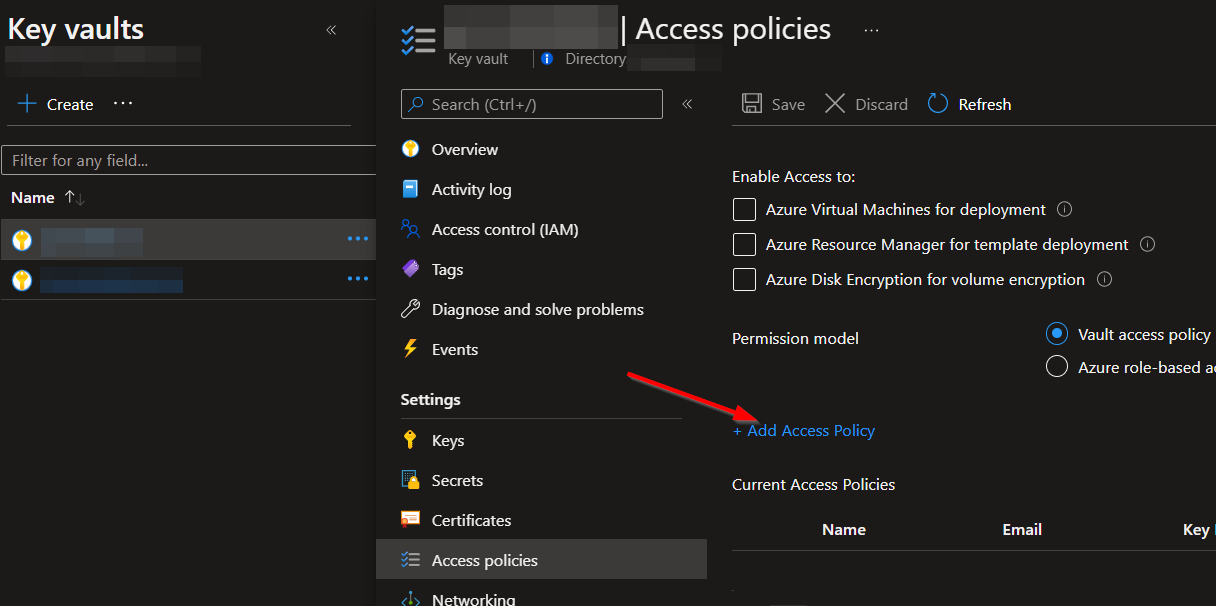 Key vaults
Create
Filter for any field...
Name
| Access policies
Key vault
Directory
Search (Ctrl+/)
Overview
Activity log
Access control (IAM)
Tags
Diagnose and solve problems
Events
Settings
Keys
Secrets
Certificates
Access policies
Networking
Save Discard Refresh
Enable Access to:
Azure Virtual Machines for deployment
Azure Resource Manager for template deployment
Azure Disk Encryption for volume encryption
Permission model
Vault access policy
Azure role-based a
+ Add Access Policy
Current Access Policies
Name Email Key